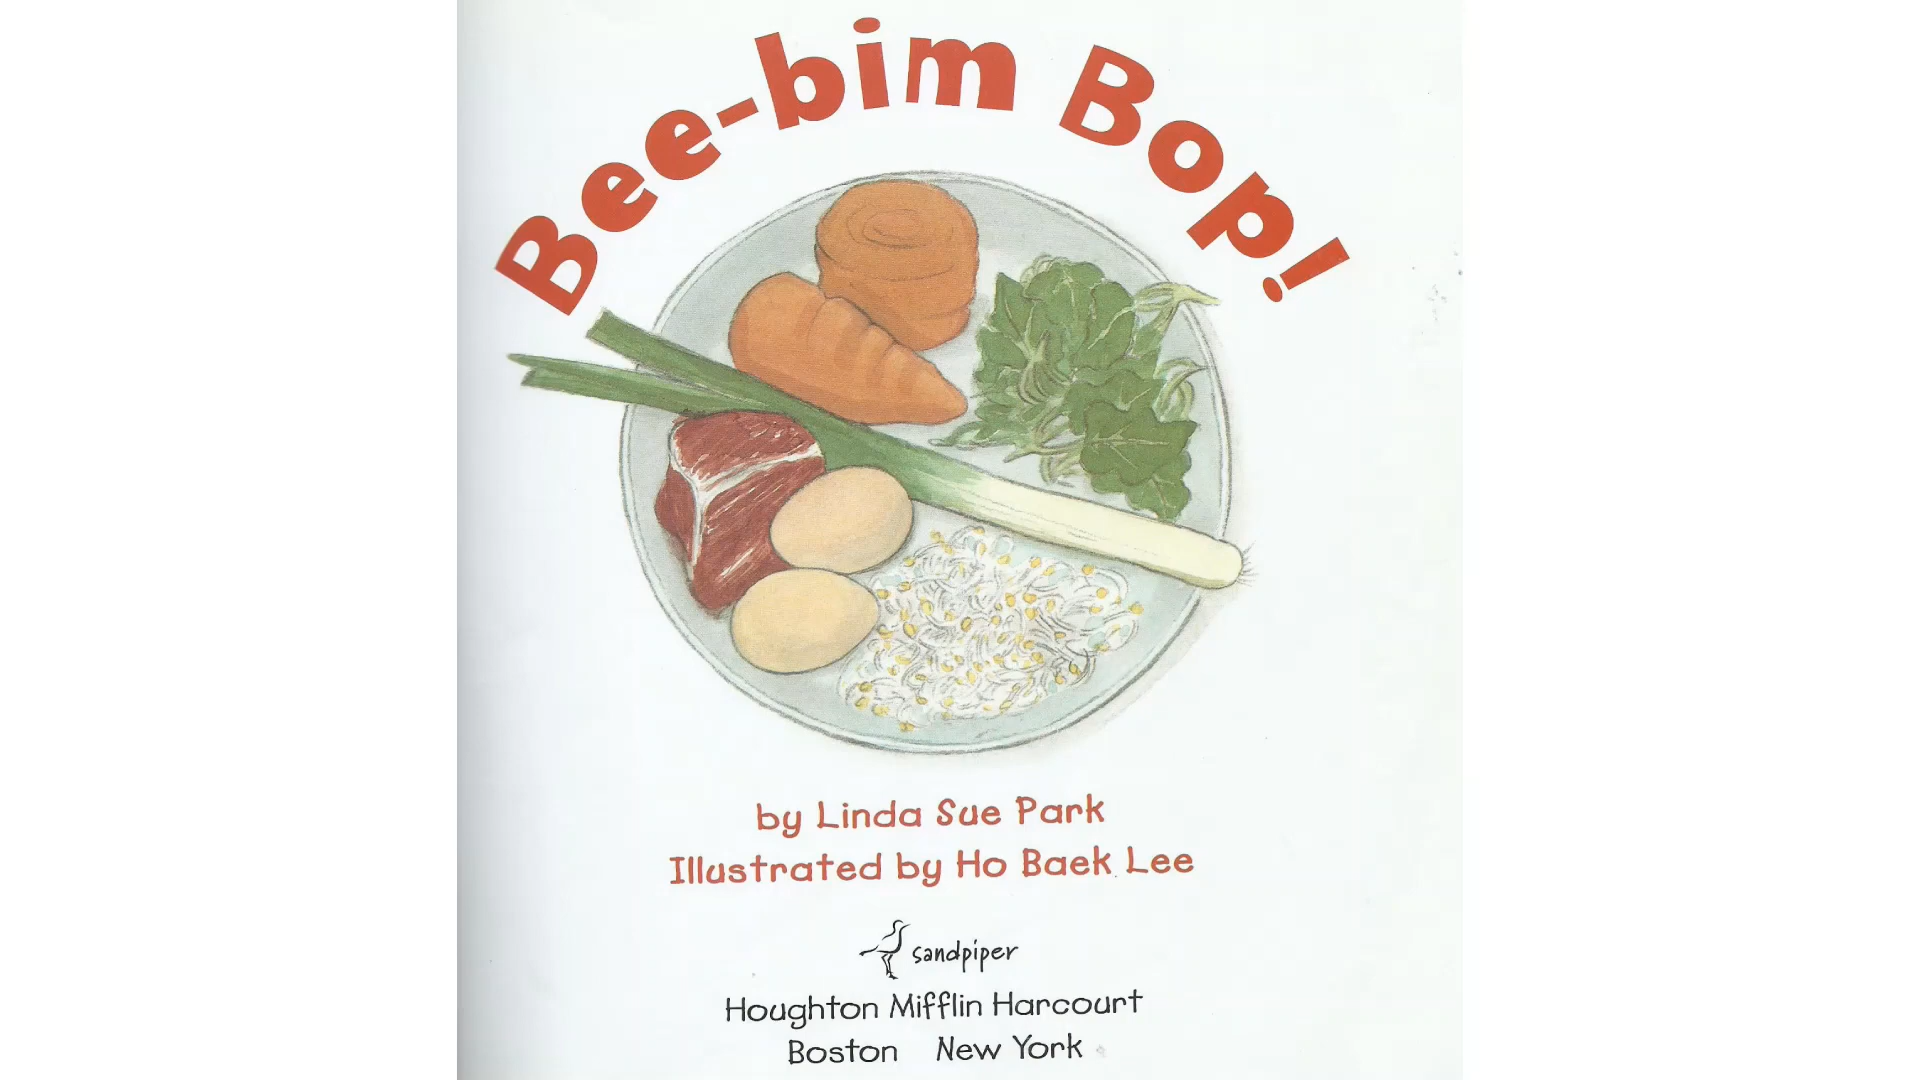 Bee-bim Bop!
by Linda Sue Park
Illustrated by Ho Baek Lee
sandpiper
Houghton Mifflin Harcourt
Boston New York